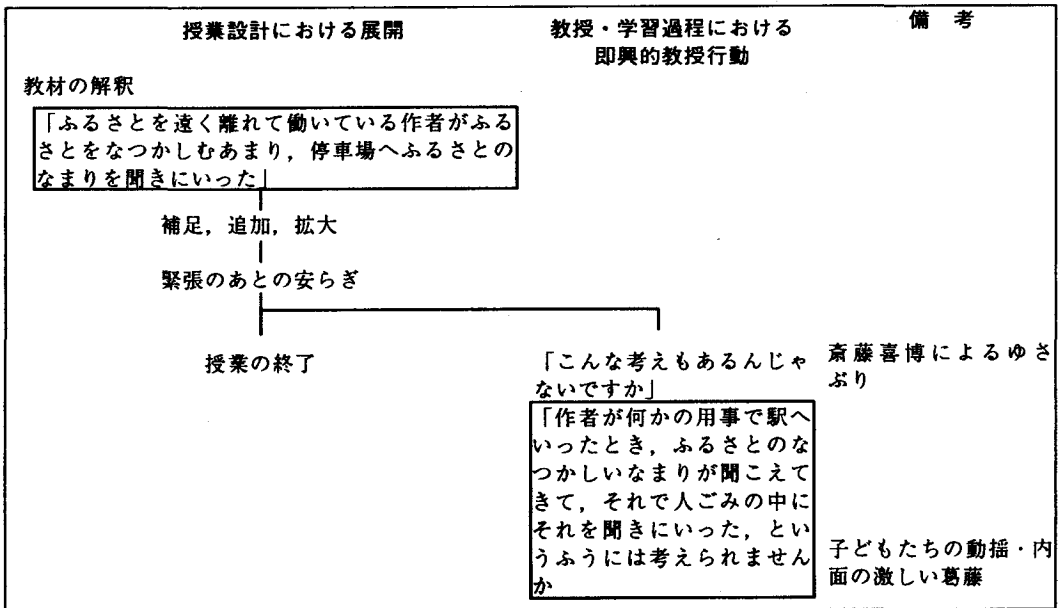 授業設計における展開
教授・学習過程における
即興的教授行動
備 考
教材の解釈
「ふるさとを遠く離れて働いている作者がふる
さとをなつかしむあまり，停車場へふるさとの
なまりを聞きにいった」
補足，追加，拡大
緊張のあとの安らぎ
授業の終了
「こんな考えもあるんじゃ
ないですか」
「作者が何かの用事で駅へ
いったとき，ふるさとのな
つかしいなまりが聞こえて
きて，それで人ごみの中に
それを聞きにいった，とい
うふうには考えられません
か
斎藤喜博によるゆさ
ぶり
子どもたちの動揺・内
面の激しい葛藤